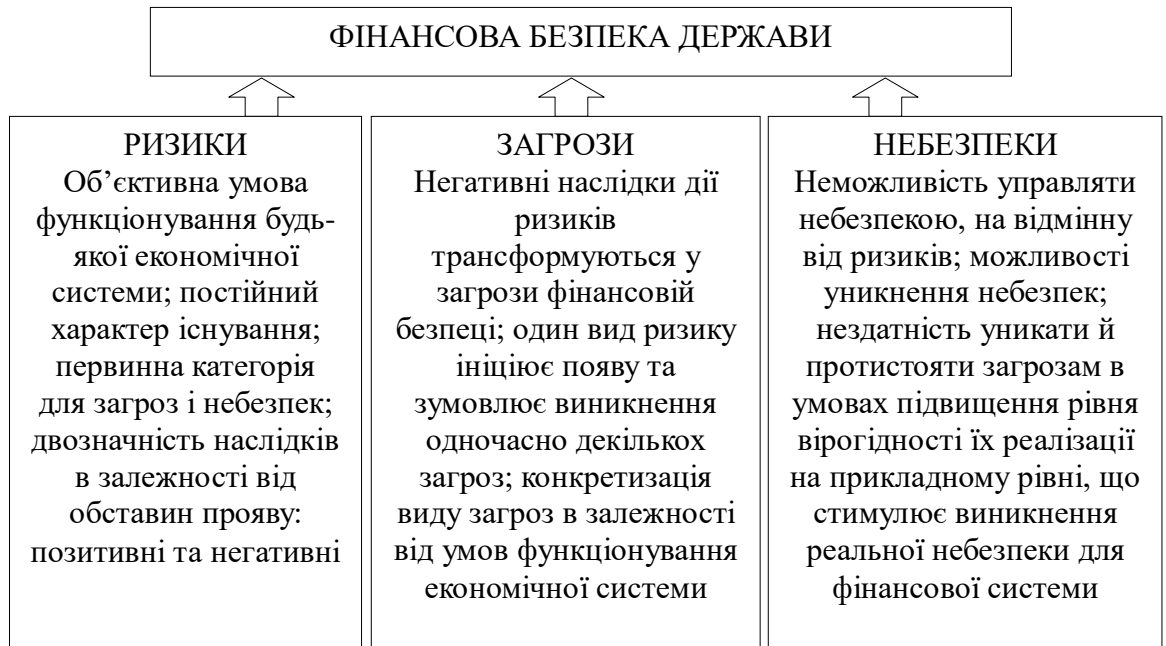 ФІНАНСОВА БЕЗПЕКА ДЕРЖАВИ
РИЗИКИ
Об’єктивна умова
функціонування будь-
якої економічної
системи; постійний
характер існування;
первинна категорія
для загроз і небезпек;
двозначність наслідків
в залежності від
обставин прояву:
позитивні та негативні
ЗАГРОЗИ
Негативні наслідки дії
ризиків
трансформуються у
загрози фінансовій
безпеці; один вид ризику
ініціює появу та
зумовлює виникнення
одночасно декількох
загроз; конкретизація
виду загроз в залежності
від умов функціонування
економічної системи
НЕБЕЗПЕКИ
Неможливість управляти
небезпекою, на відмінну
від ризиків; можливості
уникнення небезпек;
нездатність уникати й
протистояти загрозам в
умовах підвищення рівня
вірогідності їх реалізації
на прикладному рівні, що
стимулює виникнення
реальної небезпеки для
фінансової системи